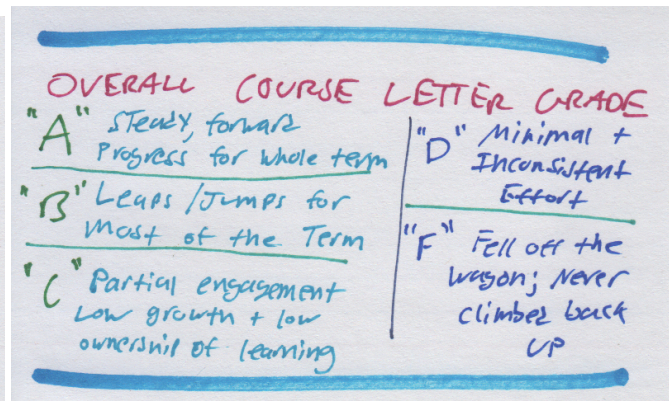 OVERALL COURSE LETTER GRADE
"A" Steady, forward
Progress for whole term
"B" Leaps/Jumps for
most of the Term
"C" Partial engagement
Low growth + low
ownership of learning
"D" Minimal +
Inconsistent
Effort
"F" Fell off the
wagon; Never
climbed back
up